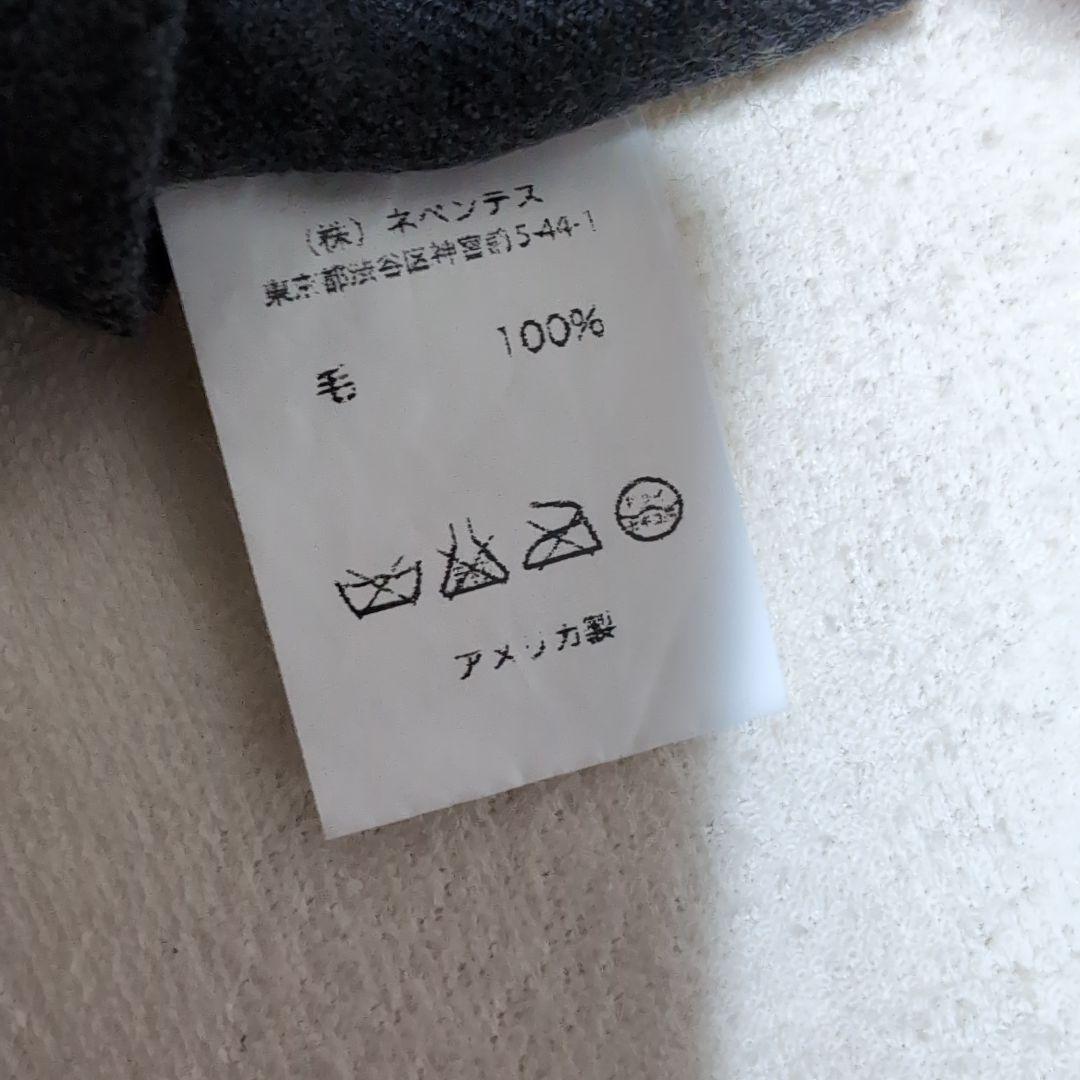 (株) ネペンテス
東京都渋谷区神宮前5-44-1
毛 100%
アメリカ製